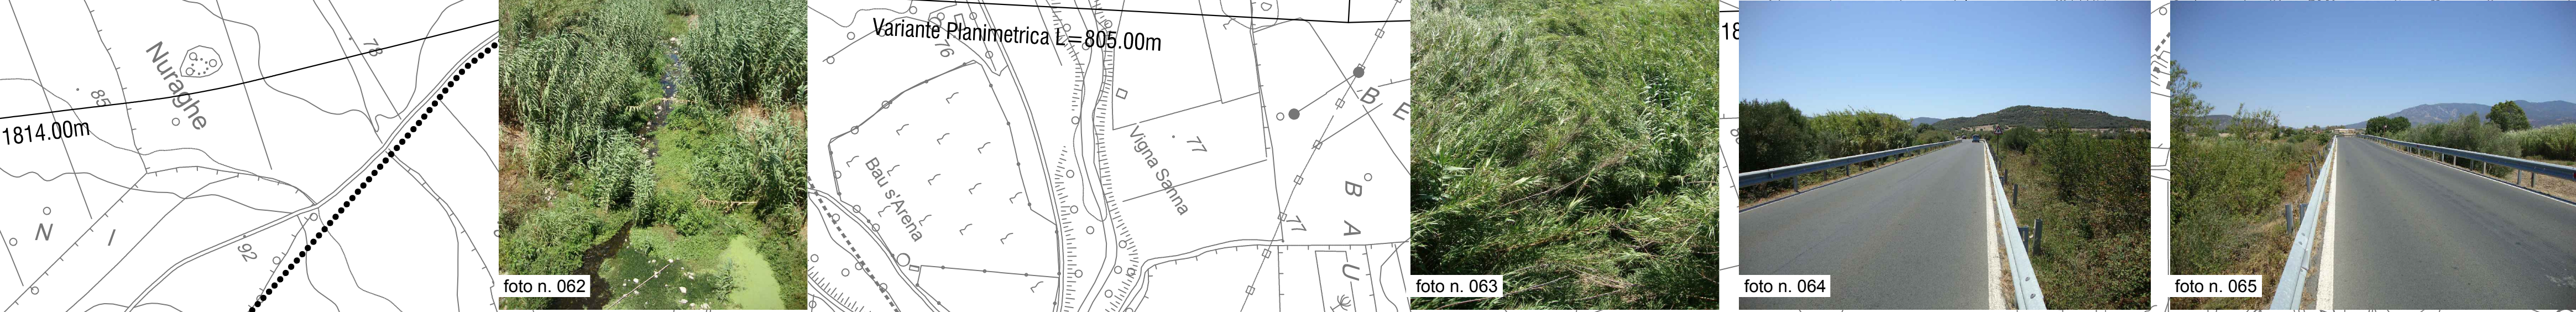 Nuraghe
78
85
1814.00m
N I
92
foto n. 062
Variante Planimetrica L=805.00m
76
Bau s'Arena
Vigna Sanna
77
77
B E
B A U
foto n. 063
18
foto n. 064
foto n. 065